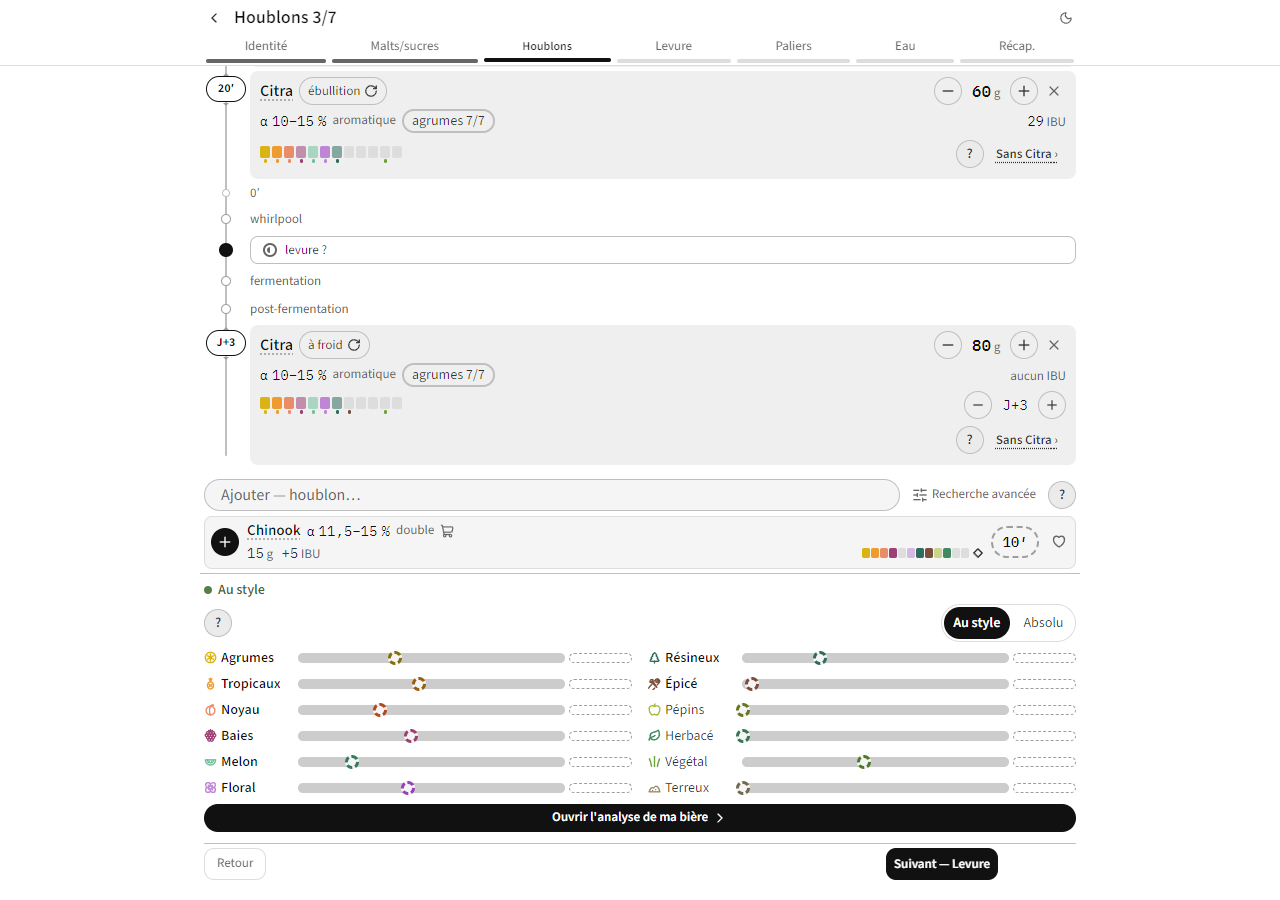 Houblons 3/7
Identité
Malts/sucres
Houblons
Levure
Paliers
Eau
Récap.
20′
Citra
ébullition
60 g
α 10–15 %
aromatique
agrumes 7/7
29 IBU
?
Sans Citra ›
0′
whirlpool
levure ?
fermentation
post-fermentation
J+3
Citra
à froid
80 g
α 10–15 %
aromatique
agrumes 7/7
aucun IBU
J+3
?
Sans Citra ›
Ajouter — houblon…
Recherche avancée
?
Chinook α 11,5–15 % double
15 g +5 IBU
10′
Au style
?
Au style
Absolu
Agrumes
Résineux
Tropicaux
Épicé
Noyau
Pépins
Baies
Herbacé
Melon
Végétal
Floral
Terreux
Ouvrir l'analyse de ma bière
Retour
Suivant — Levure